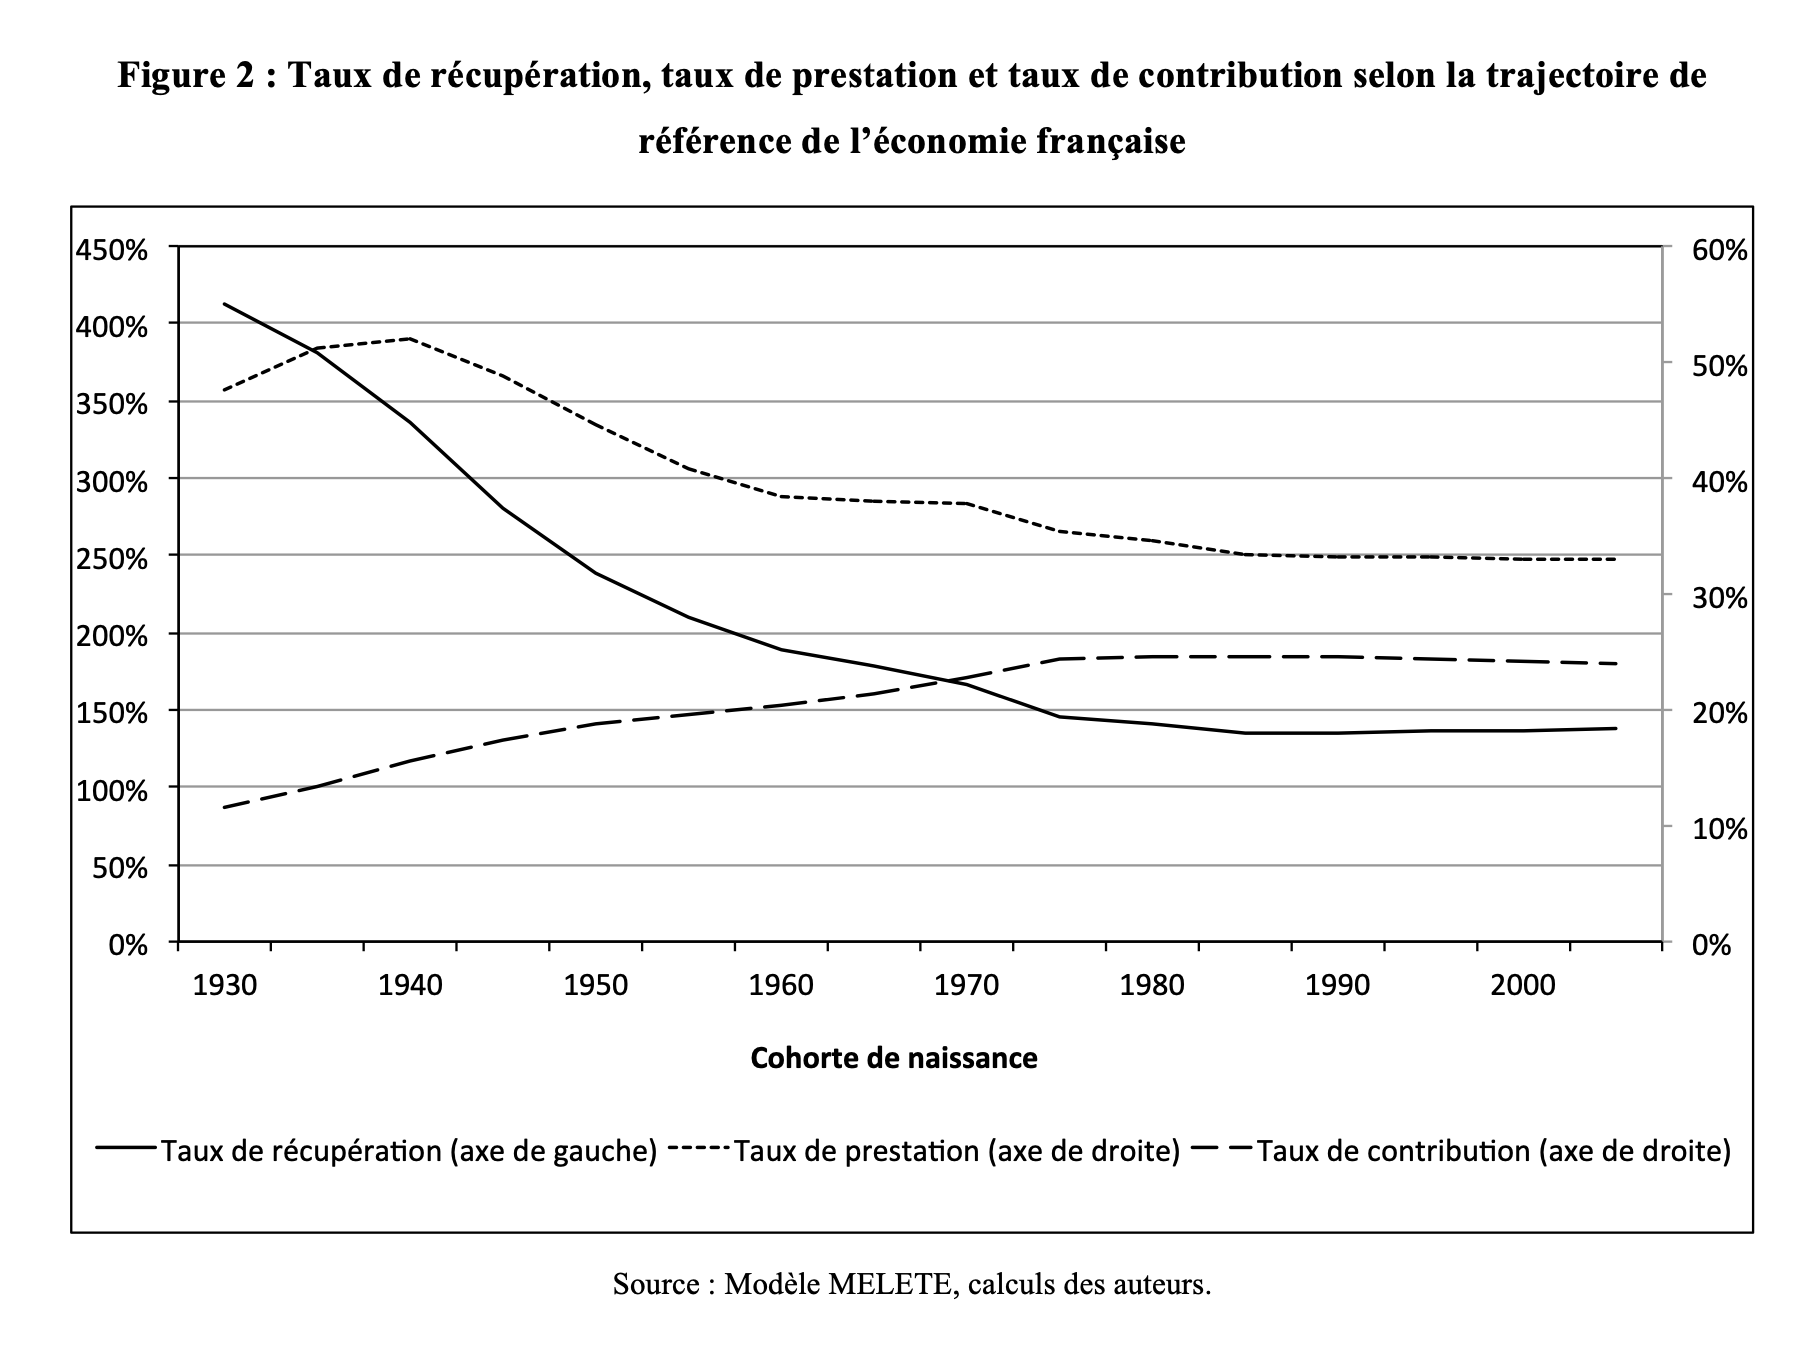 Figure 2 : Taux de récupération, taux de prestation et taux de contribution selon la trajectoire de
référence de l’économie française
450%
400%
350%
300%
250%
200%
150%
100%
50%
0%
60%
50%
40%
30%
20%
10%
0%
1930 1940 1950 1960 1970 1980 1990 2000
Cohorte de naissance
Taux de récupération (axe de gauche) Taux de prestation (axe de droite) Taux de contribution (axe de droite)
Source : Modèle MELETE, calculs des auteurs.